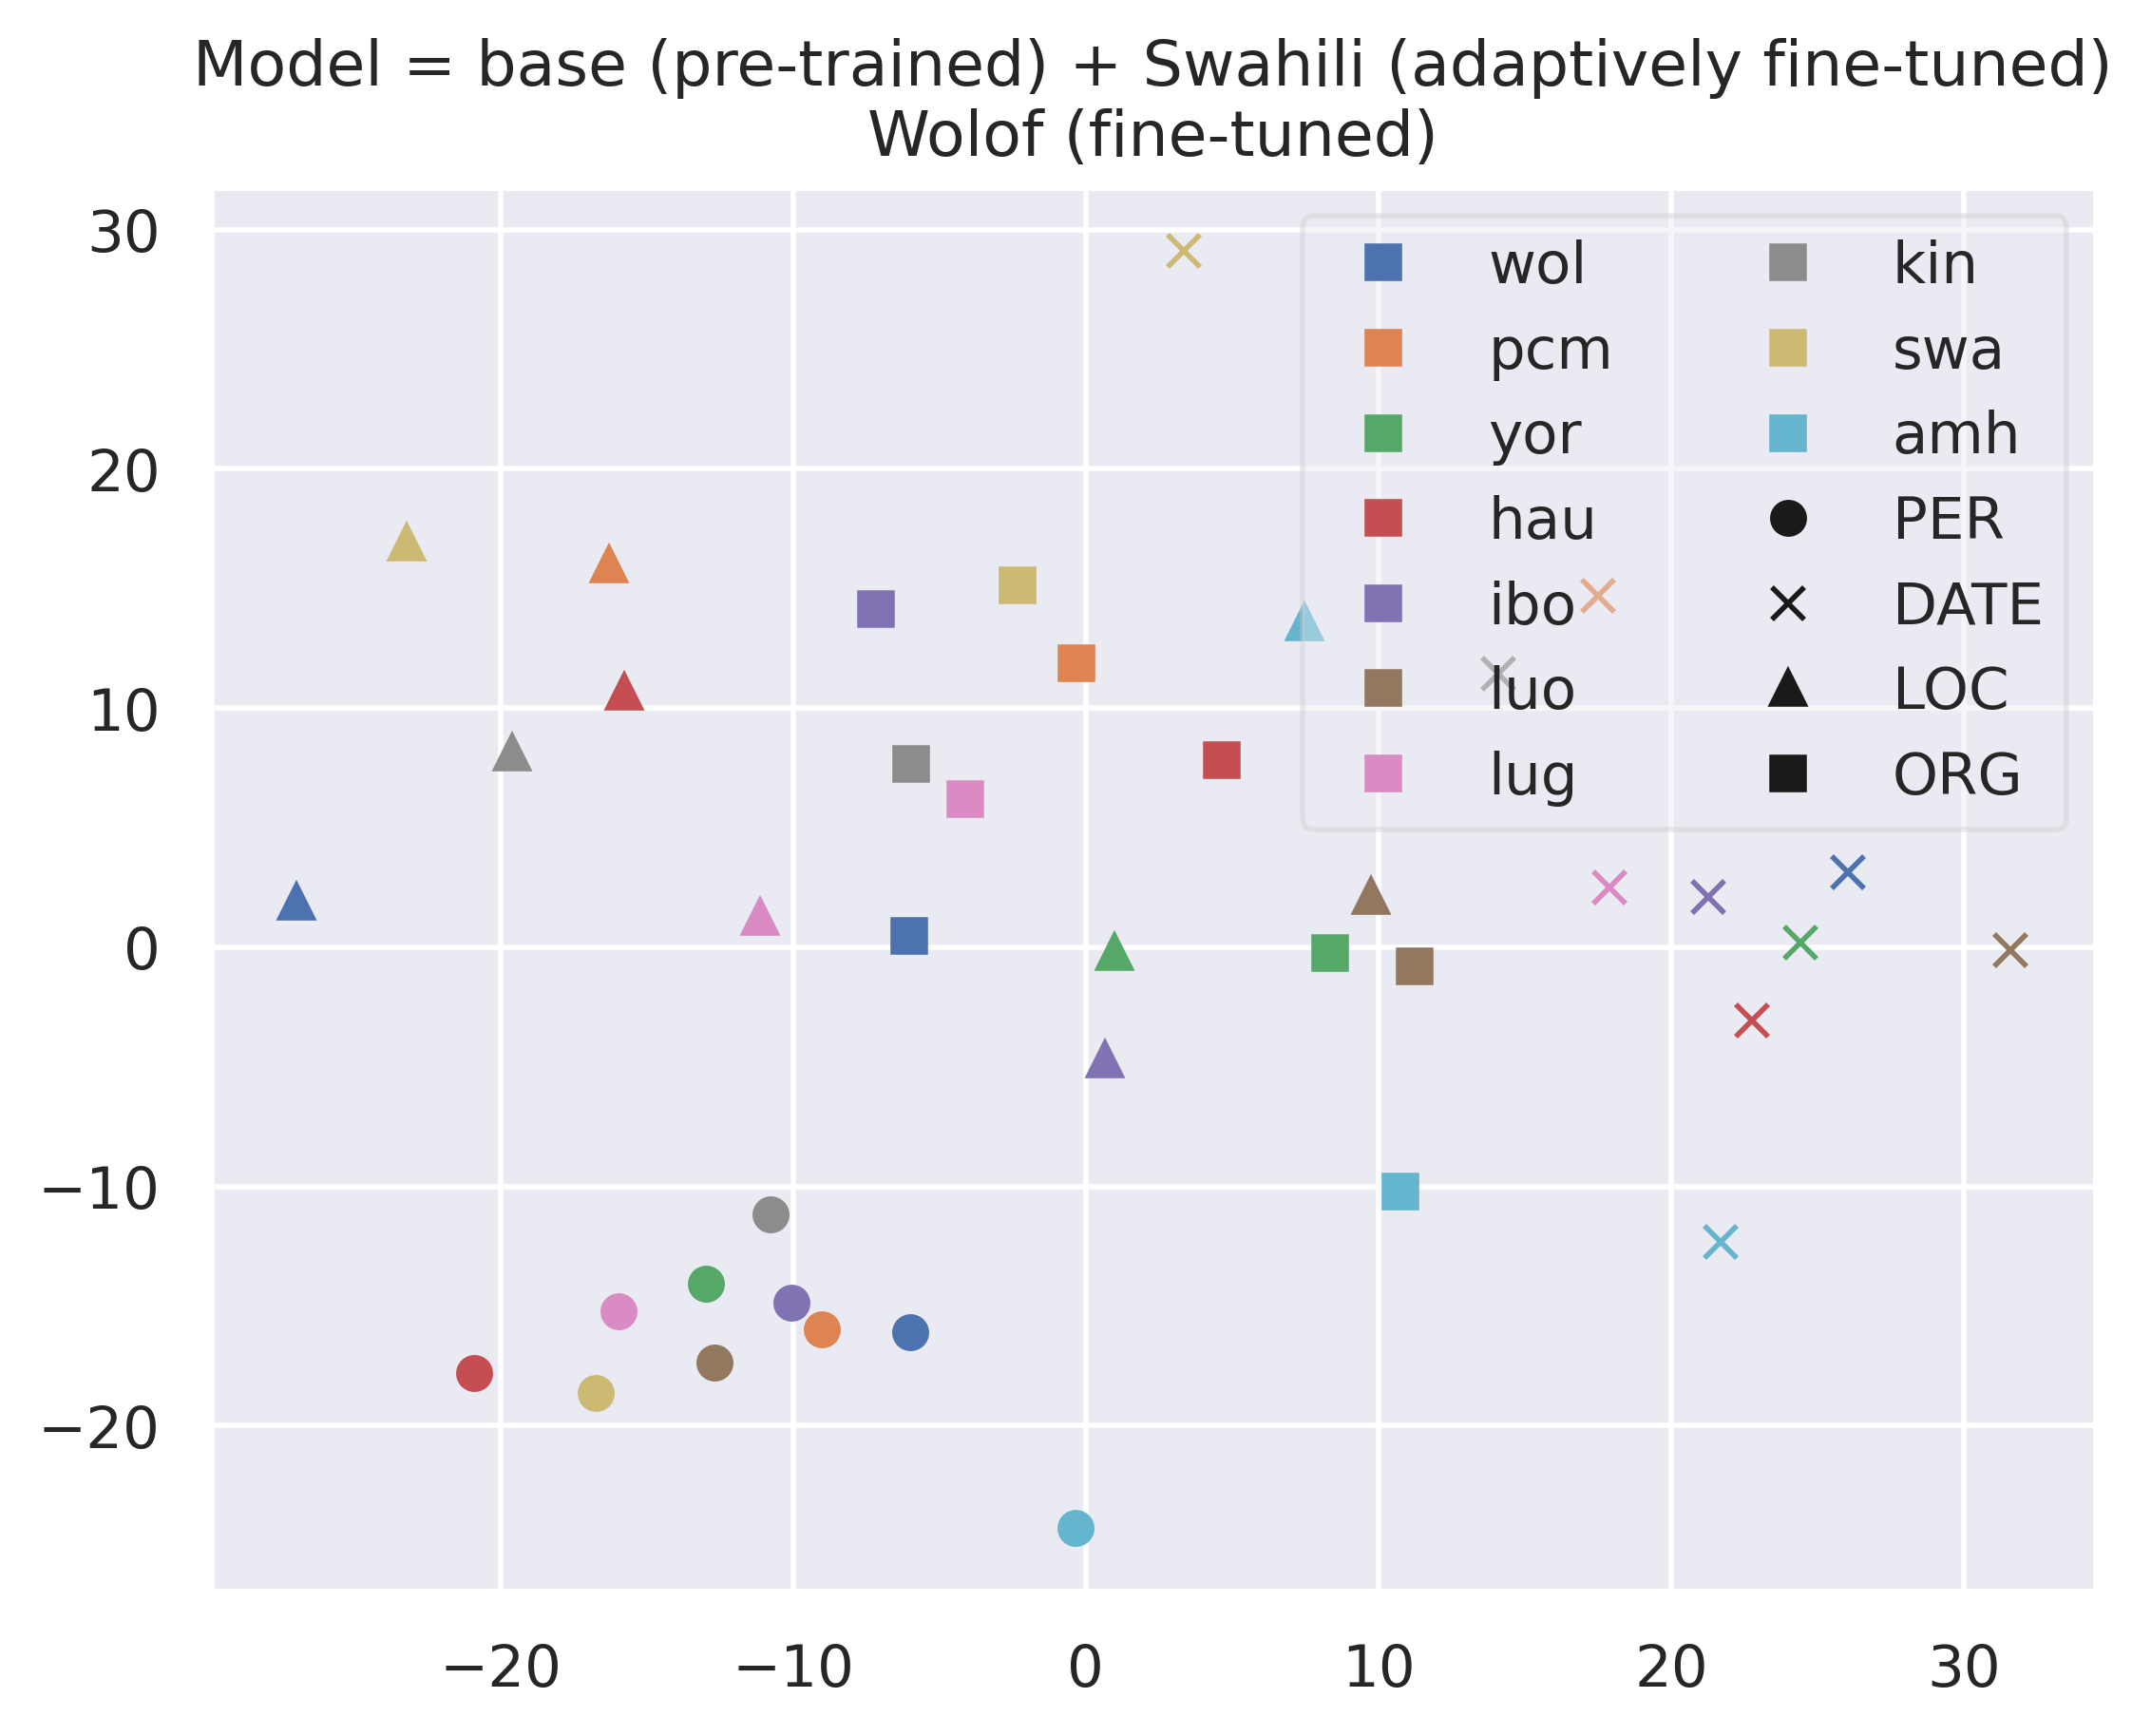 Model = base (pre-trained) + Swahili (adaptively fine-tuned)
Wolof (fine-tuned)
30
20
10
0
−10
−20
wol
pcm
yor
hau
ibo
luo
lug
kin
swa
amh
PER
DATE
LOC
ORG
−20
−10
0
10
20
30